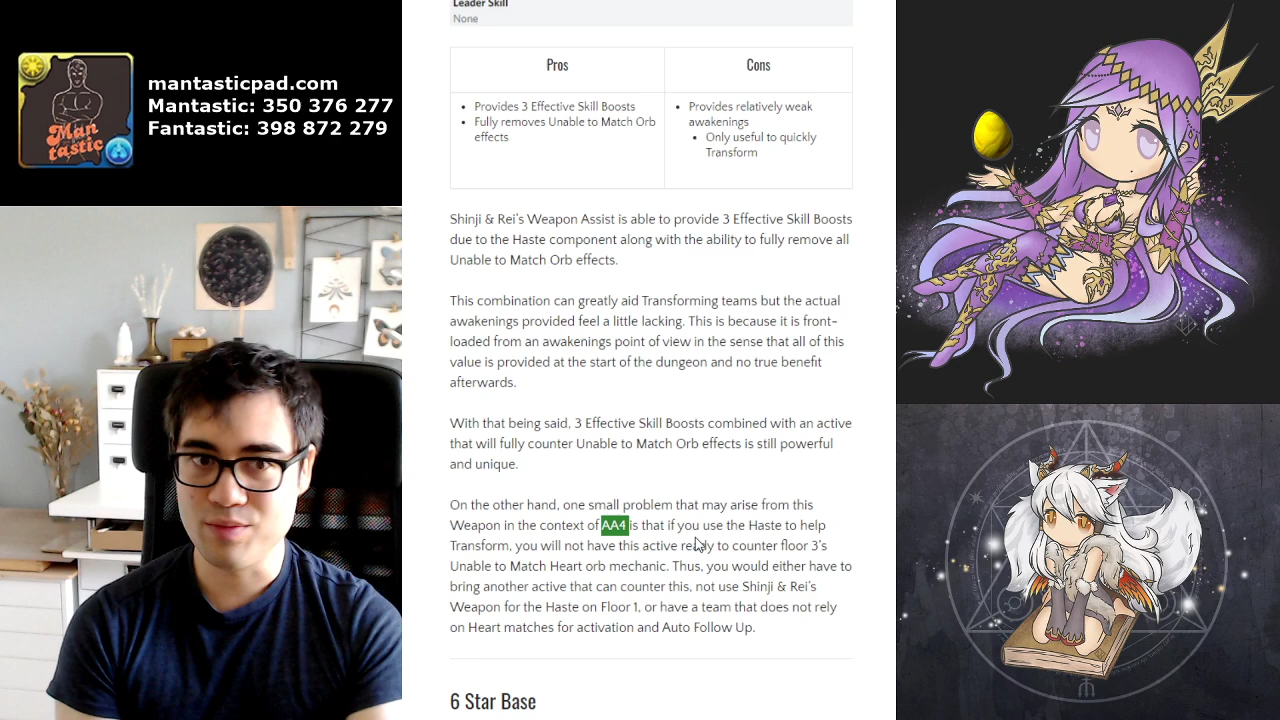 Man
tastic
mantasticpad.com
Mantastic: 350 376 277
Fantastic: 398 872 279
Leader Skill
None
Pros
Cons
Provides 3 Effective Skill Boosts
Fully removes Unable to Match Orb
effects
Provides relatively weak
awakenings
Only useful to quickly
Transform
Shinji & Rei's Weapon Assist is able to provide 3 Effective Skill Boosts
due to the Haste component along with the ability to fully remove all
Unable to Match Orb effects.
This combination can greatly aid Transforming teams but the actual
awakenings provided feel a little lacking. This is because it is front-
loaded from an awakenings point of view in the sense that all of this
value is provided at the start of the dungeon and no true benefit
afterwards.
With that being said, 3 Effective Skill Boosts combined with an active
that will fully counter Unable to Match Orb effects is still powerful
and unique.
On the other hand, one small problem that may arise from this
Weapon in the context of AA4 is that if you use the Haste to help
Transform, you will not have this active ready to counter floor 3's
Unable to Match Heart orb mechanic. Thus, you would either have to
bring another active that can counter this, not use Shinji & Rei's
Weapon for the Haste on Floor 1, or have a team that does not rely
on Heart matches for activation and Auto Follow Up.
6 Star Base